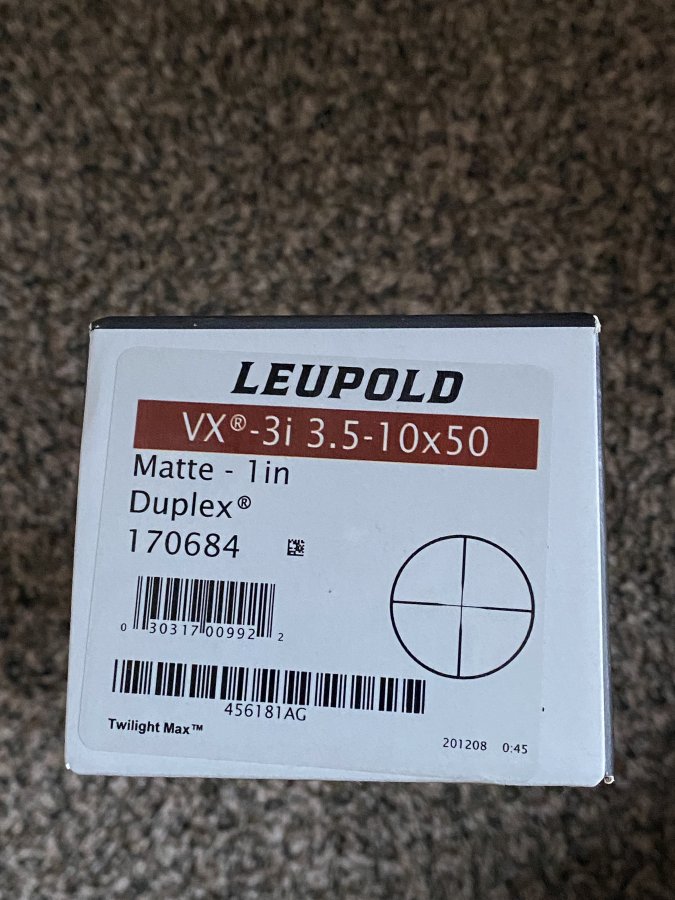 LEUPOLD
VX®-3i 3.5-10x50
Matte - 1in
Duplex®
170684
0 30317 00992 2
456181AG
Twilight Max™
201208 0:45